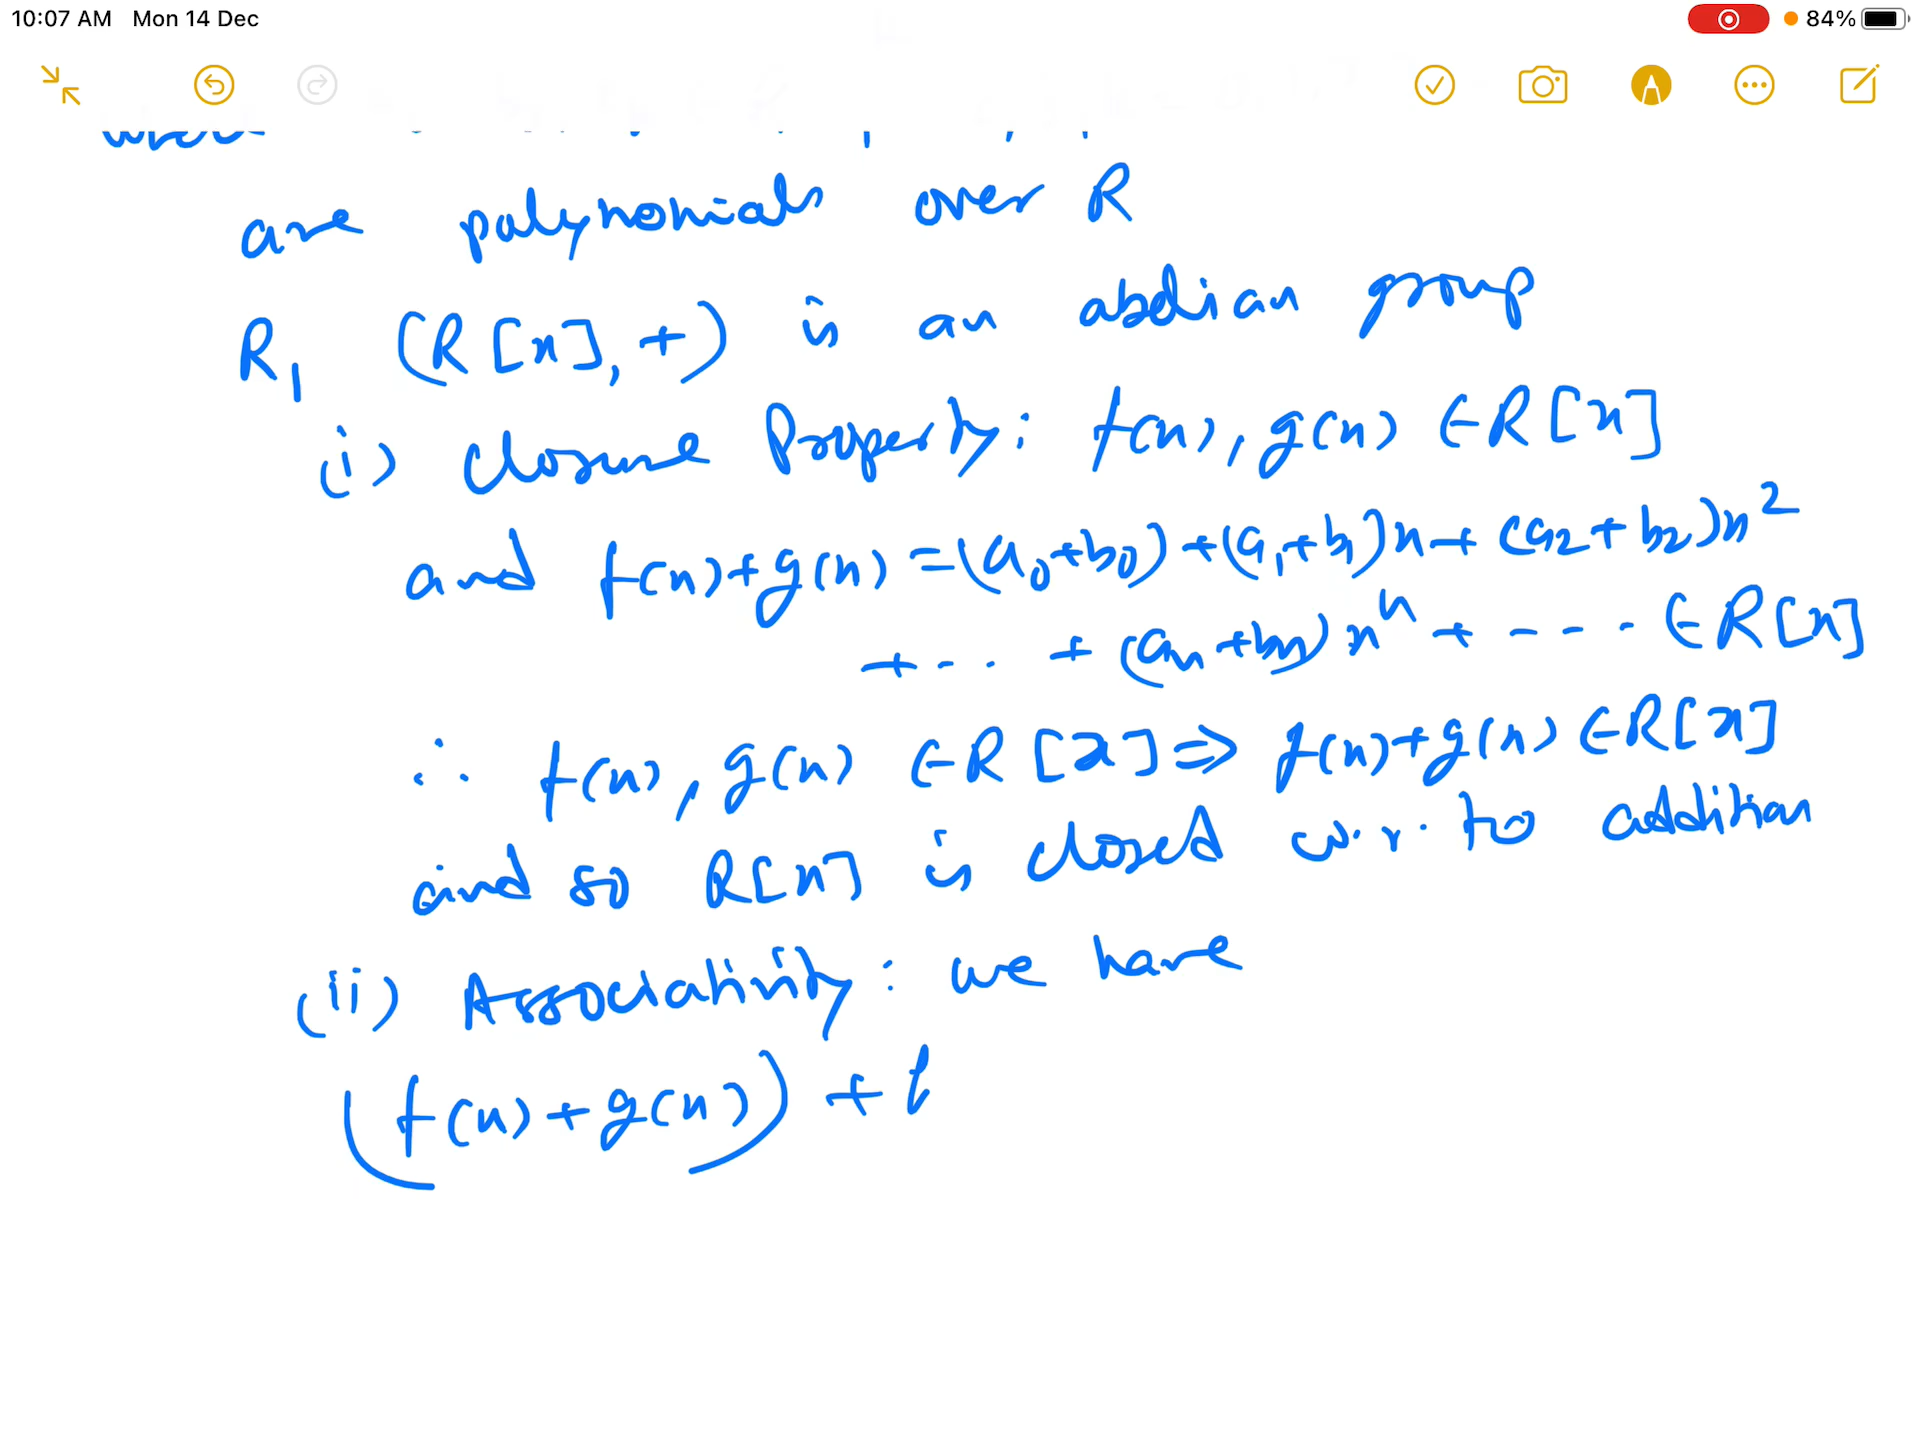 10:07 AM Mon 14 Dec 84%
are polynomials over R
R₁ (R[x], +) is an abelian group
(i) closure Property: f(x), g(x) ∈ R[x]
and f(x)+g(x) = (a₀+b₀)+(a₁+b₁)x+(a₂+b₂)x²
+ - .. + (aₙ+bₙ)xⁿ + - - - - ∈ R[x]
∴ f(x), g(x) ∈ R[x] ⇒ f(x)+g(x) ∈ R[x]
and so R[x] is closed w.r. to addition
(ii) Associativity: we have
(f(x)+g(x)) +